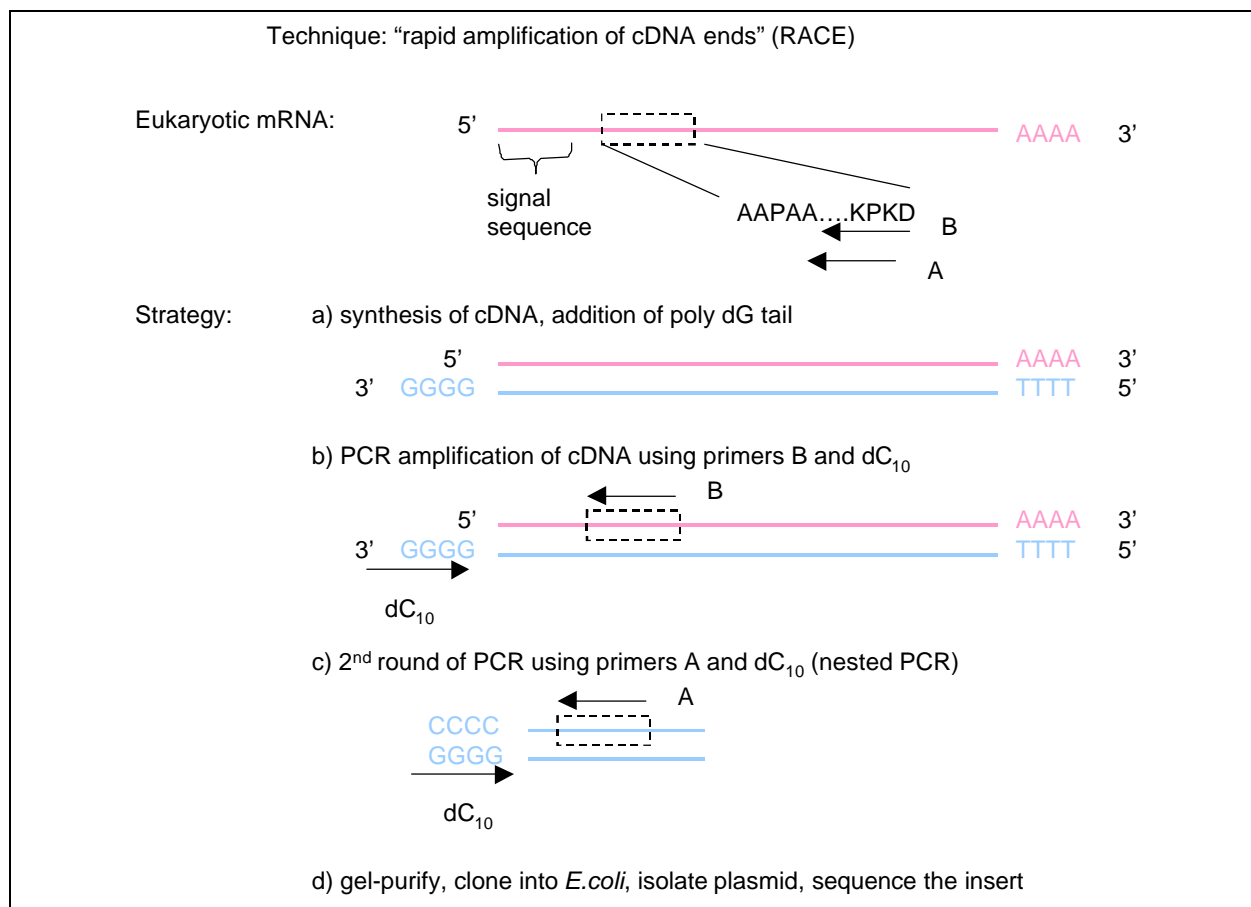 Technique: “rapid amplification of cDNA ends” (RACE)
Eukaryotic mRNA: 5’ AAAA 3’
signal
sequence
AAPAA….KPKD B
A
Strategy: a) synthesis of cDNA, addition of poly dG tail
5’ AAAA 3’
3’ GGGG TTTT 5’
b) PCR amplification of cDNA using primers B and dC10
B
5’ AAAA 3’
3’ GGGG TTTT 5’
dC10
c) 2nd round of PCR using primers A and dC10 (nested PCR)
A
CCCC
GGGG
dC10
d) gel-purify, clone into E.coli, isolate plasmid, sequence the insert